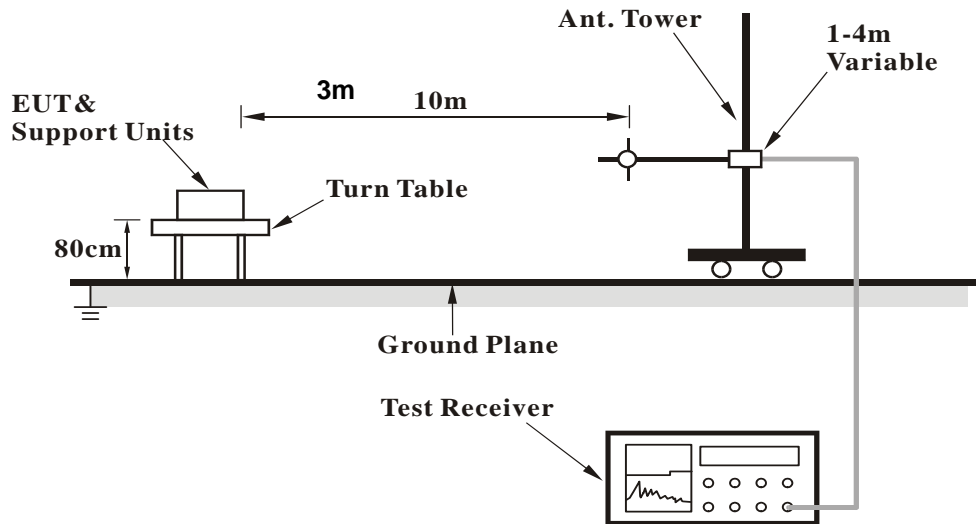 Ant. Tower
1-4m
Variable
3m
10m
EUT&
Support Units
Turn Table
80cm
Ground Plane
Test Receiver